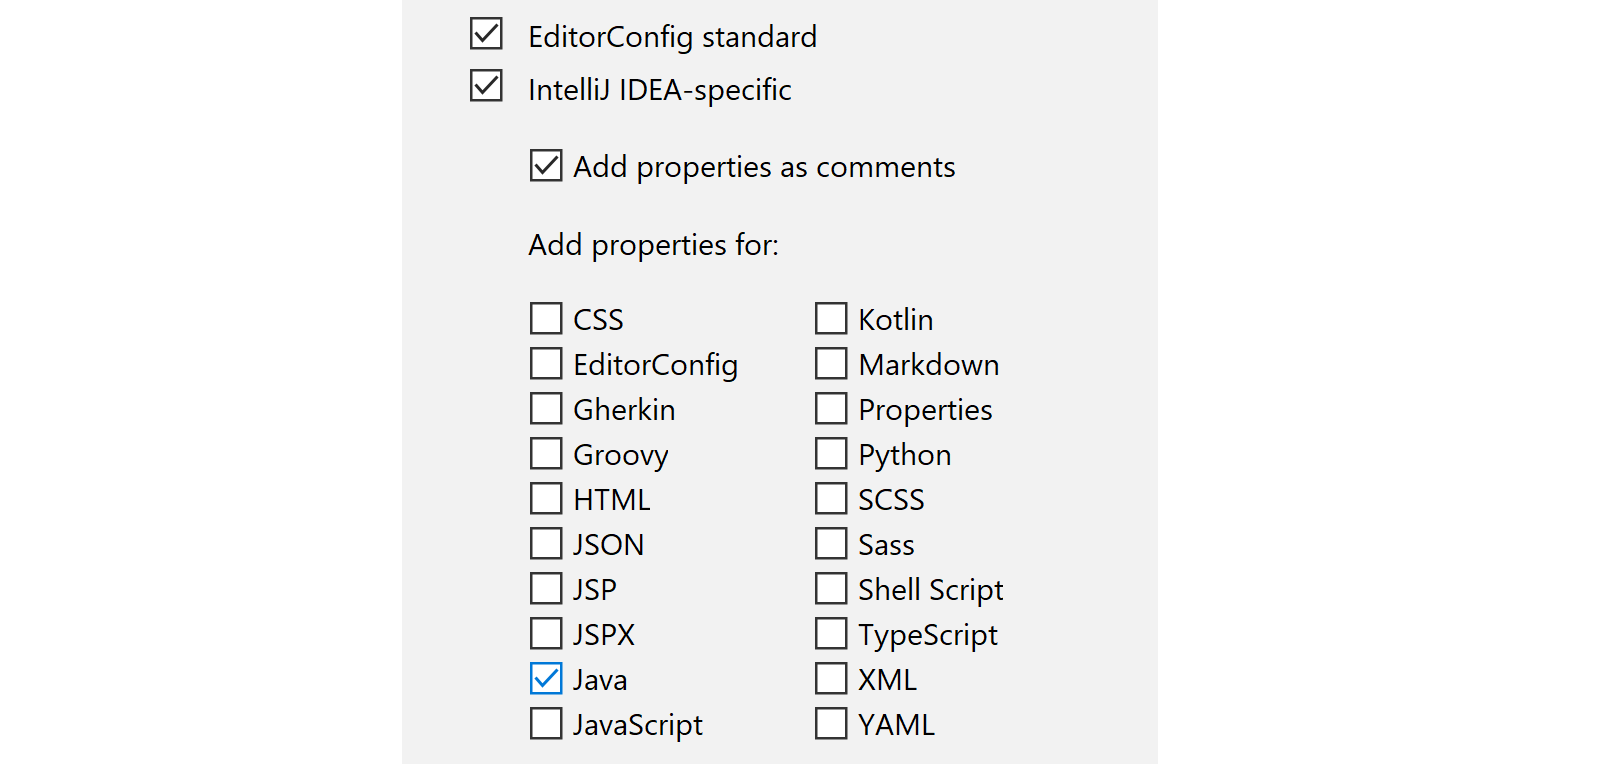 EditorConfig standard
IntelliJ IDEA-specific
Add properties as comments
Add properties for:
CSS
EditorConfig
Gherkin
Groovy
HTML
JSON
JSP
JSPX
Java
JavaScript
Kotlin
Markdown
Properties
Python
SCSS
Sass
Shell Script
TypeScript
XML
YAML